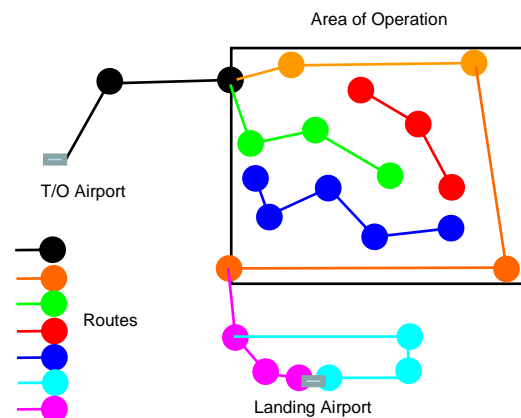 Area of Operation
T/O Airport
Routes
Landing Airport